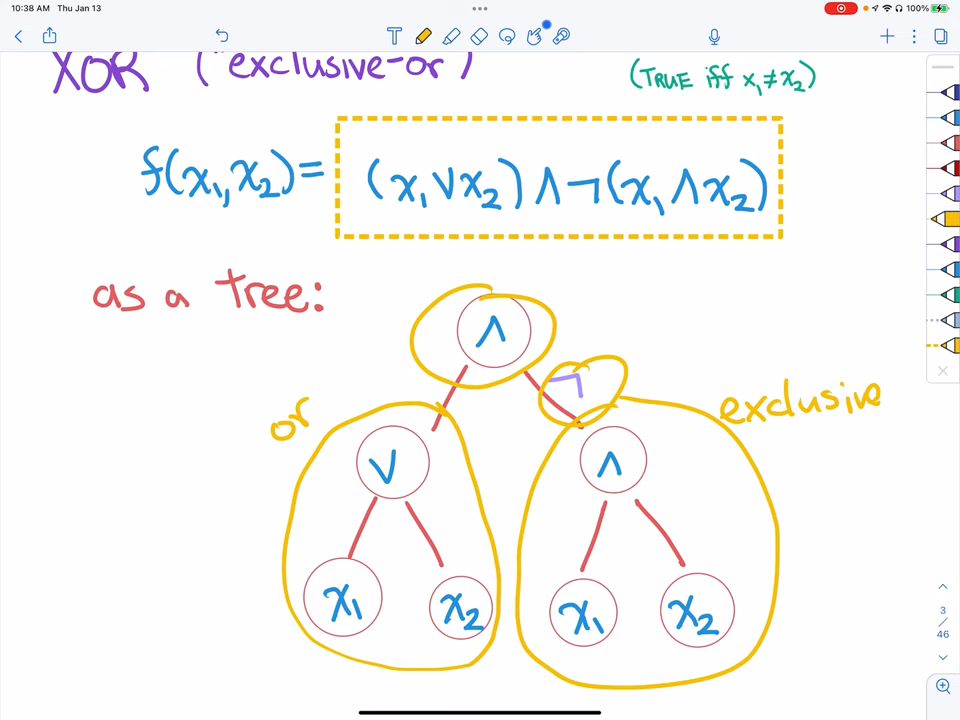 10:38 AM Thu Jan 13
100%
XOR ("exclusive-or)
(TRUE iff x₁≠x₂)
f(x₁,x₂)= (x₁∨x₂)∧¬(x₁∧x₂)
as a tree:
∧
¬
or
exclusive
∨
∧
x₁ x₂ x₁ x₂
3
/
46